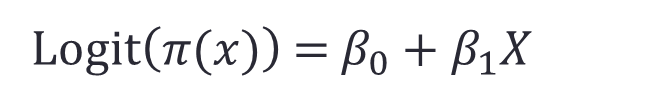 Logit(π(x)) = β₀ + β₁X